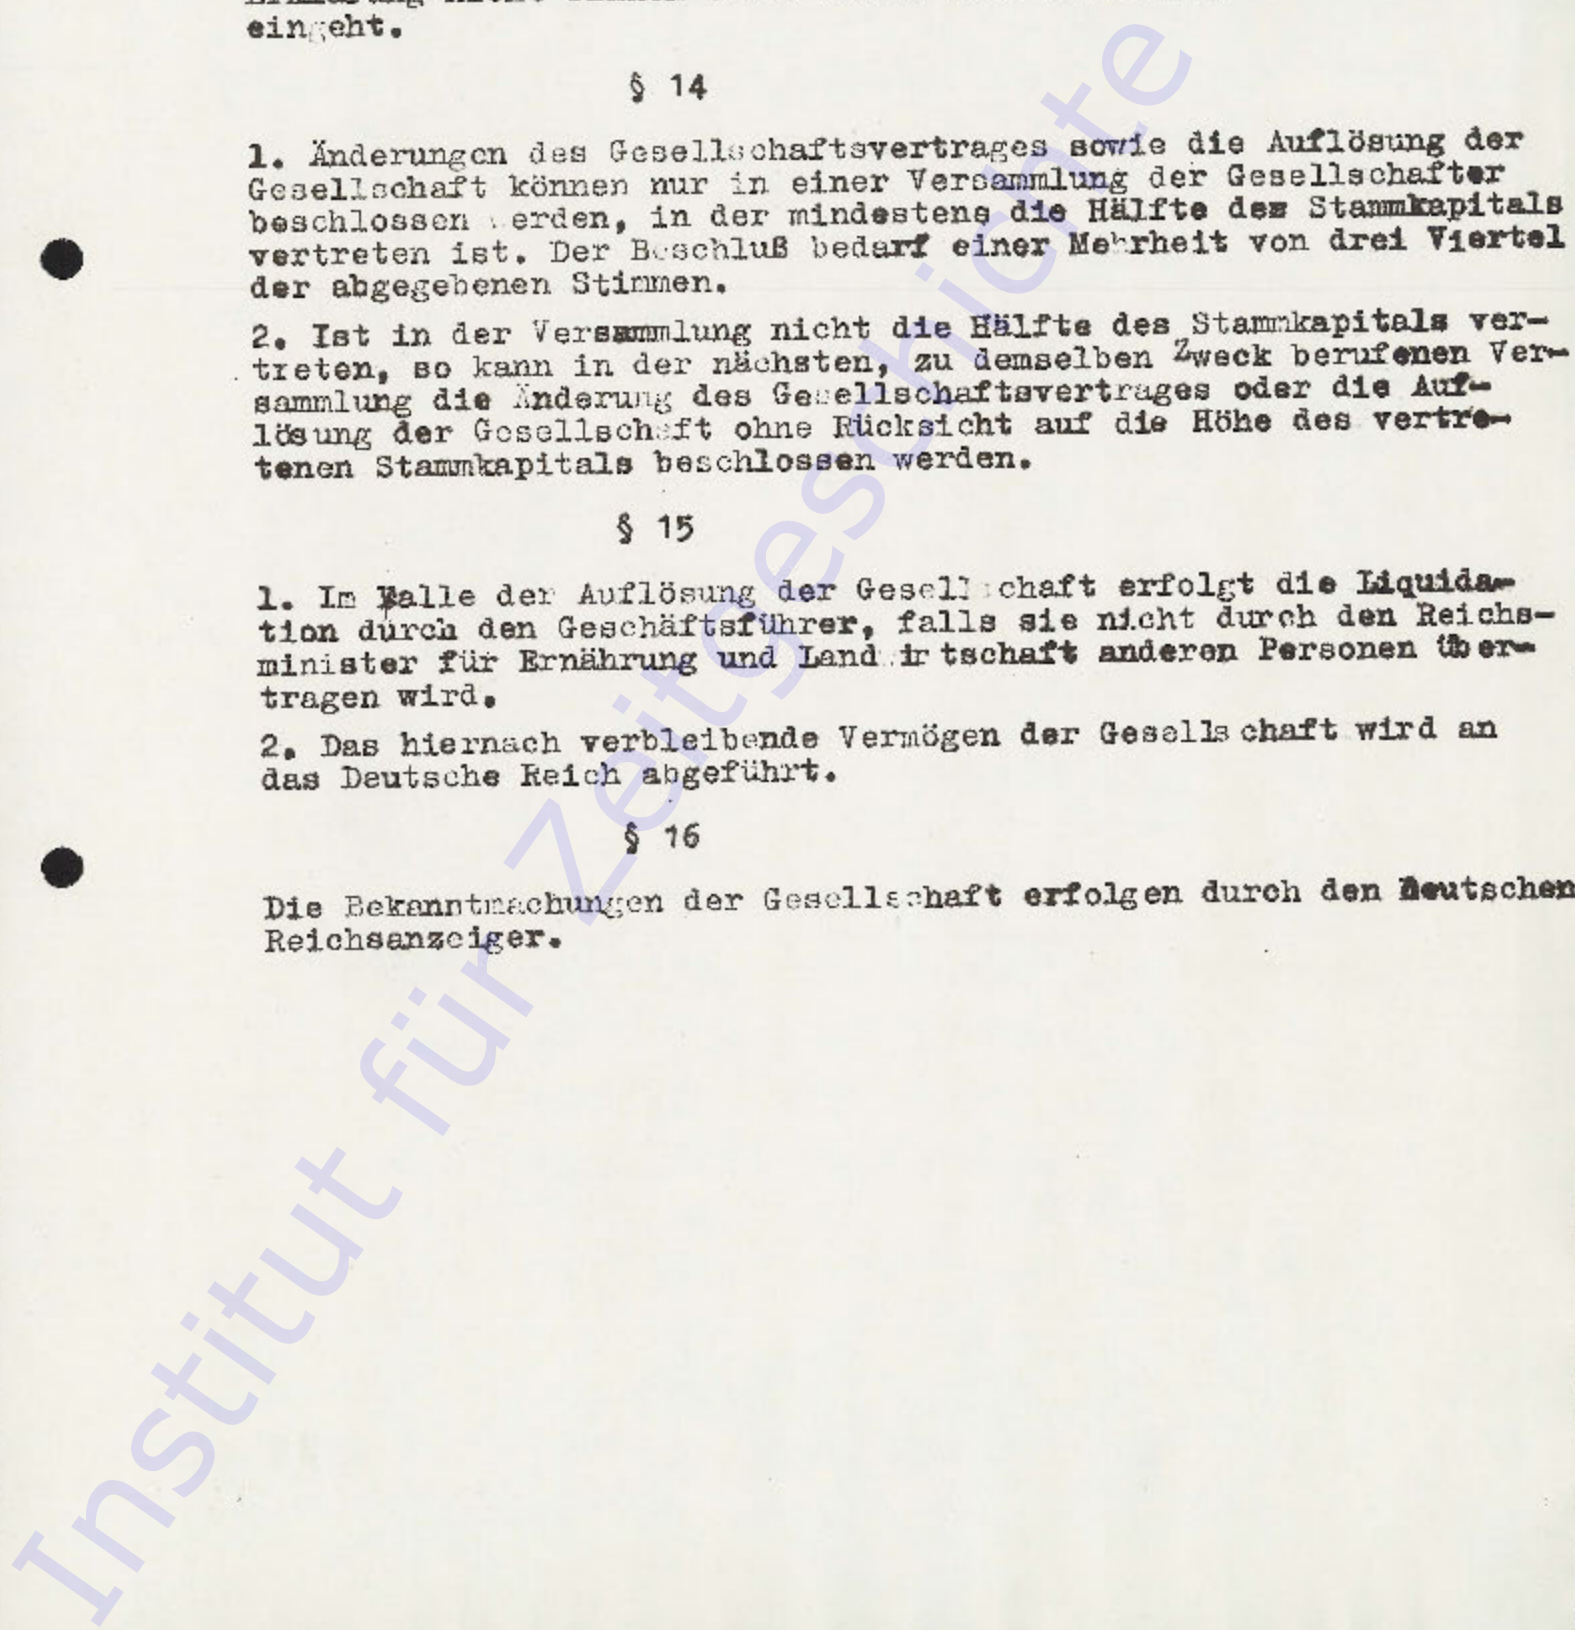 eingeht.
§ 14
1. Änderungen des Gesellschaftsvertrages sowie die Auflösung der
Gesellschaft können nur in einer Versammlung der Gesellschafter
beschlossen werden, in der mindestens die Hälfte des Stammkapitals
vertreten ist. Der Beschluß bedarf einer Mehrheit von drei Viertel
der abgegebenen Stimmen.
2. Ist in der Versammlung nicht die Hälfte des Stammkapitals ver-
treten, so kann in der nächsten, zu demselben Zweck berufenen Ver-
sammlung die Änderung des Gesellschaftsvertrages oder die Auf-
lösung der Gesellschaft ohne Rücksicht auf die Höhe des vertre-
tenen Stammkapitals beschlossen werden.
§ 15
1. Im Falle der Auflösung der Gesellschaft erfolgt die Liquida-
tion durch den Geschäftsführer, falls sie nicht durch den Reichs-
minister für Ernährung und Landwirtschaft anderen Personen über-
tragen wird.
2. Das hiernach verbleibende Vermögen der Gesellschaft wird an
das Deutsche Reich abgeführt.
§ 16
Die Bekanntmachungen der Gesellschaft erfolgen durch den Deutschen
Reichsanzeiger.
Institut für Zeitgeschichte